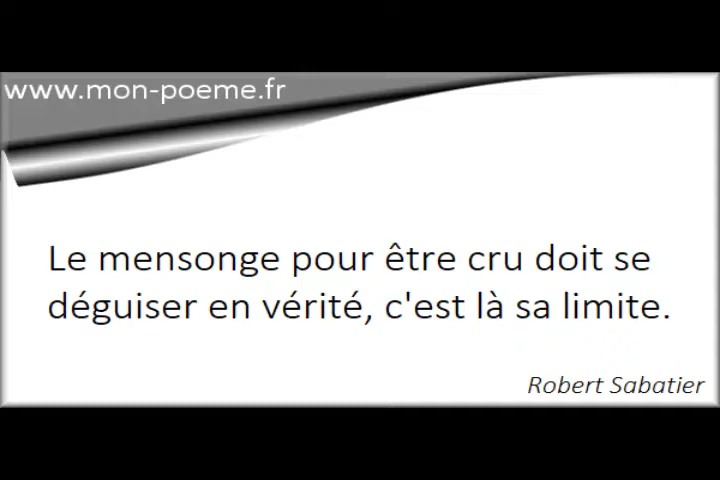 www.mon-poeme.fr
Le mensonge pour être cru doit se
déguiser en vérité, c'est là sa limite.
Robert Sabatier